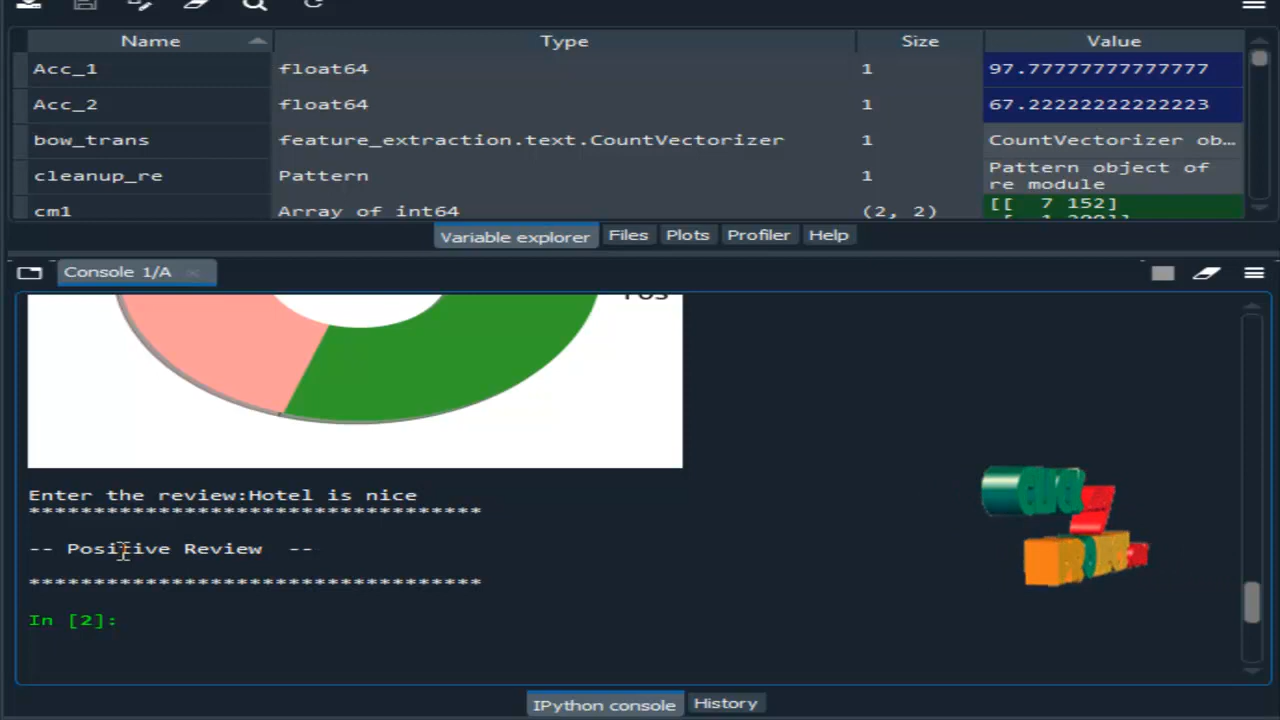 Name Type Size Value
Acc_1 float64 1 97.77777777777777
Acc_2 float64 1 67.22222222222223
bow_trans feature_extraction.text.CountVectorizer 1 CountVectorizer ob…
cleanup_re Pattern 1 Pattern object of
re module
cm1 Array of int64 (2, 2) [[ 7 152]
Variable explorer Files Plots Profiler Help
Console 1/A
Pos
Enter the review:Hotel is nice
***********************************
-- Positive Review --
***********************************
In [2]:
IPython console History